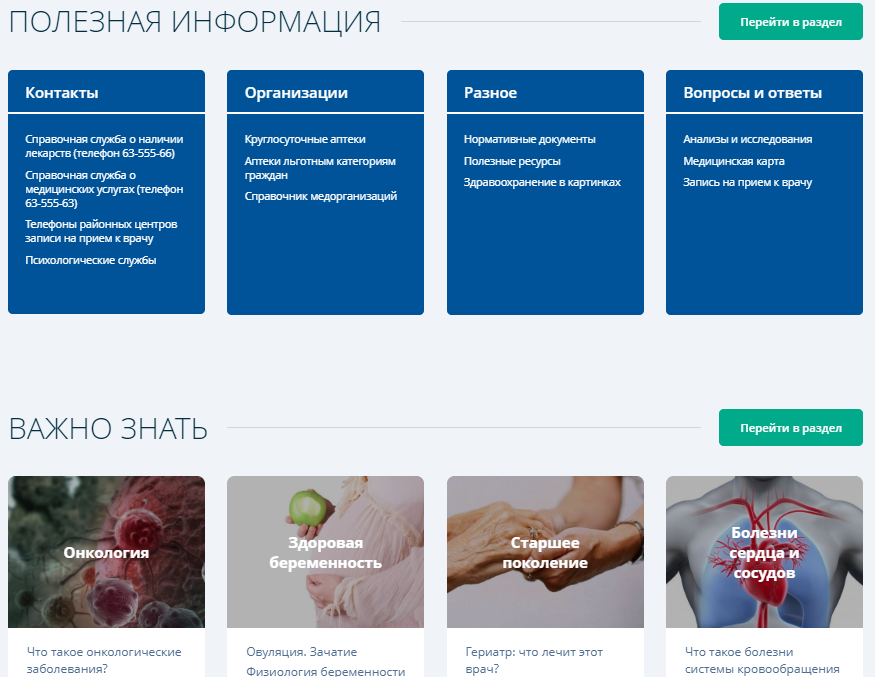 ПОЛЕЗНАЯ ИНФОРМАЦИЯ
Перейти в раздел
Контакты
Справочная служба о наличии
лекарств (телефон 63-555-66)
Справочная служба о
медицинских услугах (телефон
63-555-63)
Телефоны районных центров
записи на прием к врачу
Психологические службы
Организации
Круглосуточные аптеки
Аптеки льготным категориям
граждан
Справочник медорганизаций
Разное
Нормативные документы
Полезные ресурсы
Здравоохранение в картинках
Вопросы и ответы
Анализы и исследования
Медицинская карта
Запись на прием к врачу
ВАЖНО ЗНАТЬ
Перейти в раздел
Онкология
Что такое онкологические
заболевания?
Здоровая
беременность
Овуляция. Зачатие
Физиология беременности
Старшее
поколение
Гериатр: что лечит этот
врач?
Болезни
сердца и
сосудов
Что такое болезни
системы кровообращения